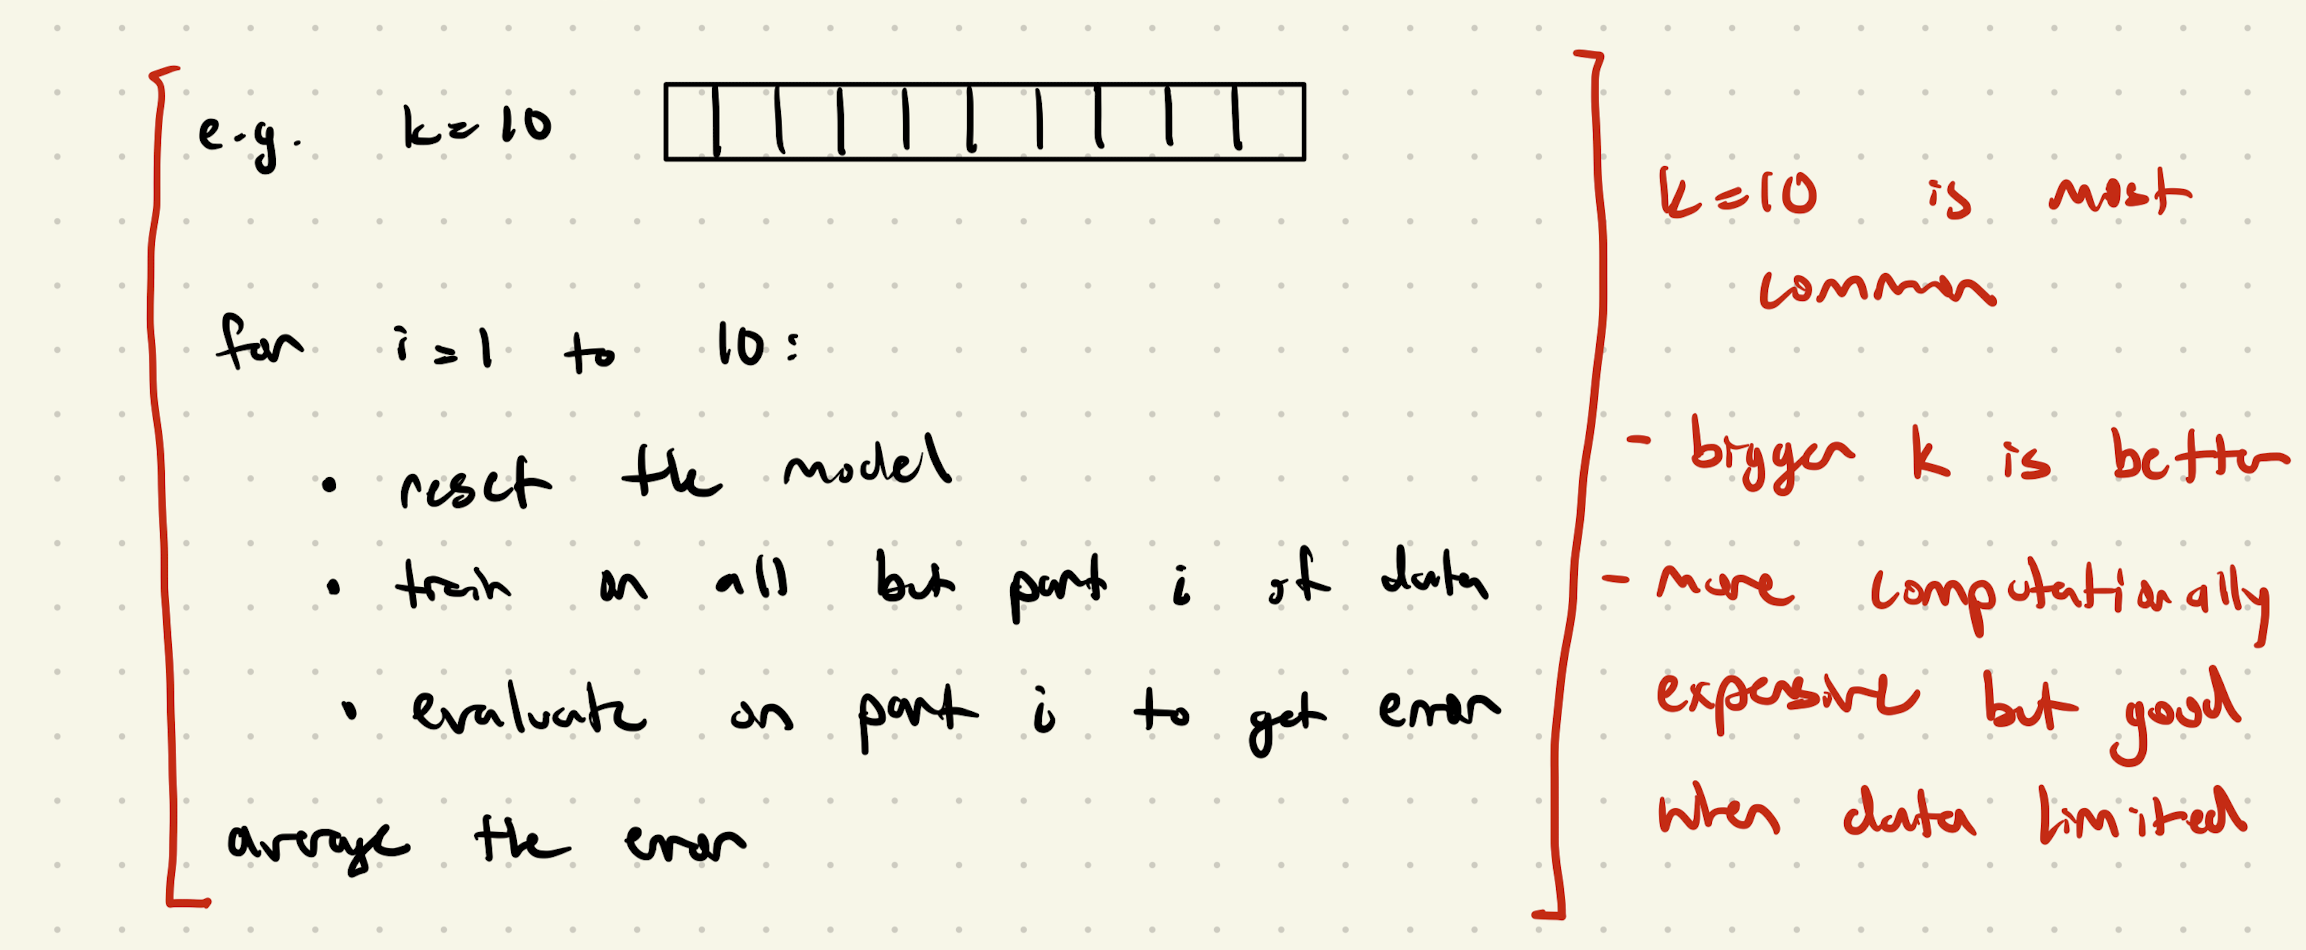 e.g. k=10
for i=1 to 10:
• reset the model
• train on all but part i of data
• evaluate on part i to get error
average the error
k=10 is most
common
- bigger k is better
- more computationally
expensive but good
when data limited